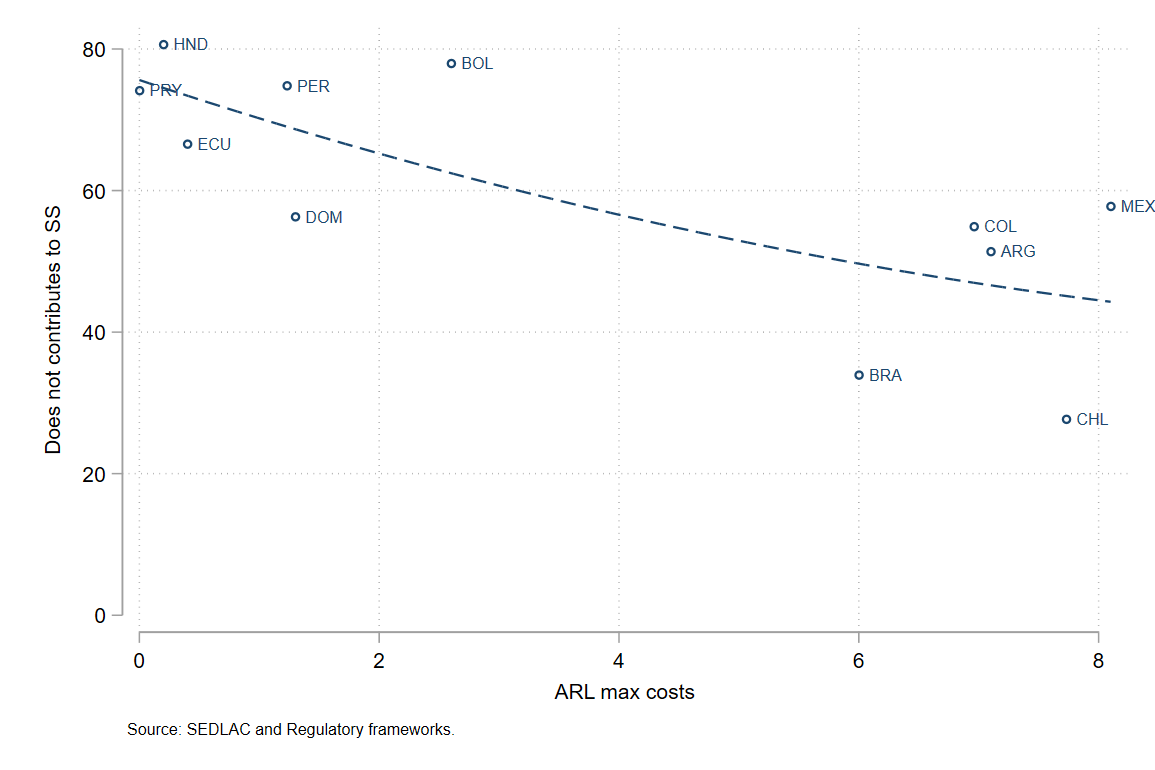 80
60
40
20
0
Does not contributes to SS
HND
BOL
PER
PRY
ECU
MEX
DOM
COL
ARG
BRA
CHL
0 2 4 6 8
ARL max costs
Source: SEDLAC and Regulatory frameworks.